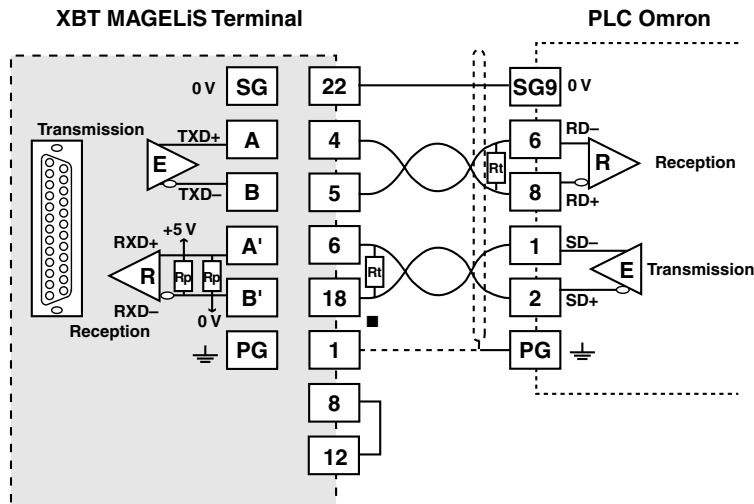 XBT MAGELiS Terminal
PLC Omron
0 V SG 22 SG9 0 V
Transmission TXD+ A 4 6 RD–
E R Reception
TXD– B 5 Rt 8 RD+
+5 V
RXD+ A' 6 1 SD–
R Rp Rp Rt E Transmission
RXD– B' 18 2 SD+
Reception 0 V
PG 1 PG
8
12